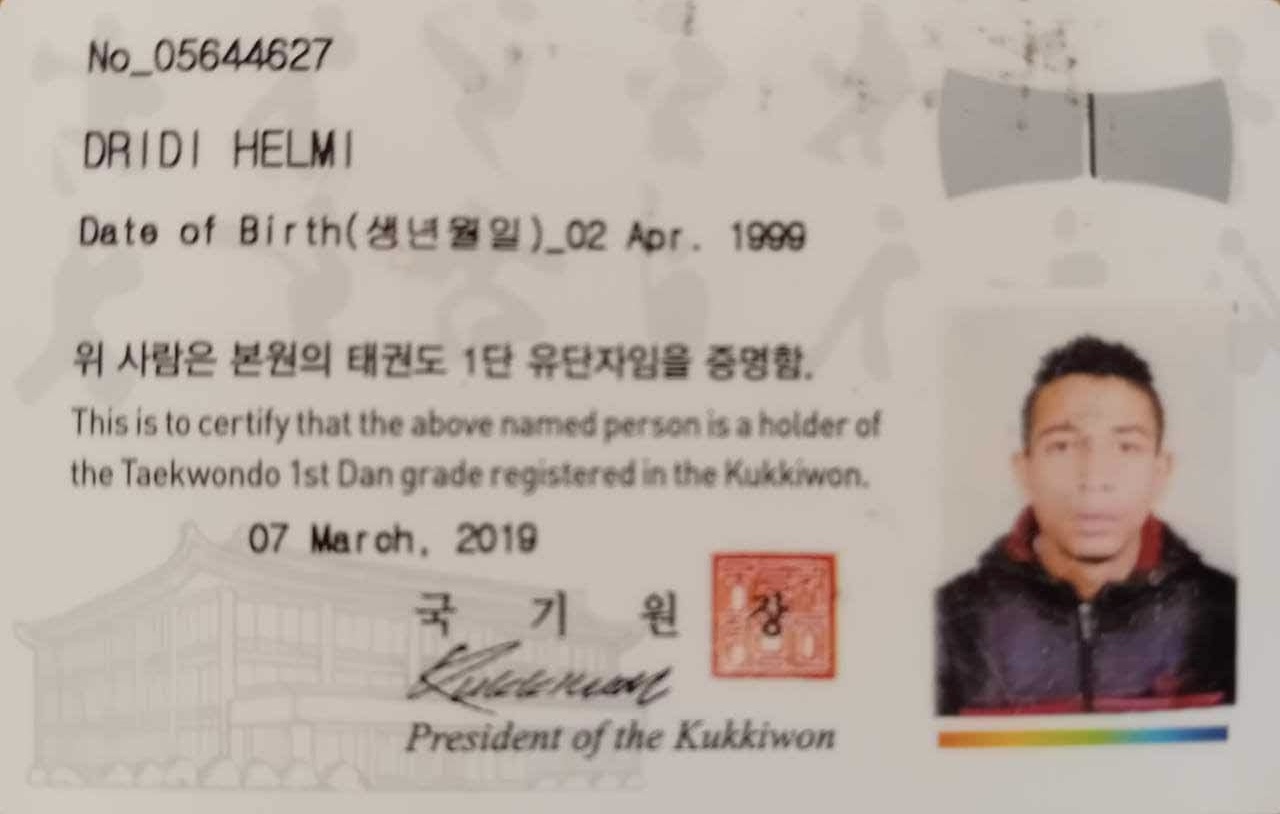 No_05644627
DRIDI HELMI
Date of Birth(생년월일)_02 Apr. 1999
위 사람은 본원의 태권도 1단 유단자임을 증명함.
This is to certify that the above named person is a holder of
the Taekwondo 1st Dan grade registered in the Kukkiwon.
07 March, 2019
국 기 원 장
Kukkiwon
President of the Kukkiwon